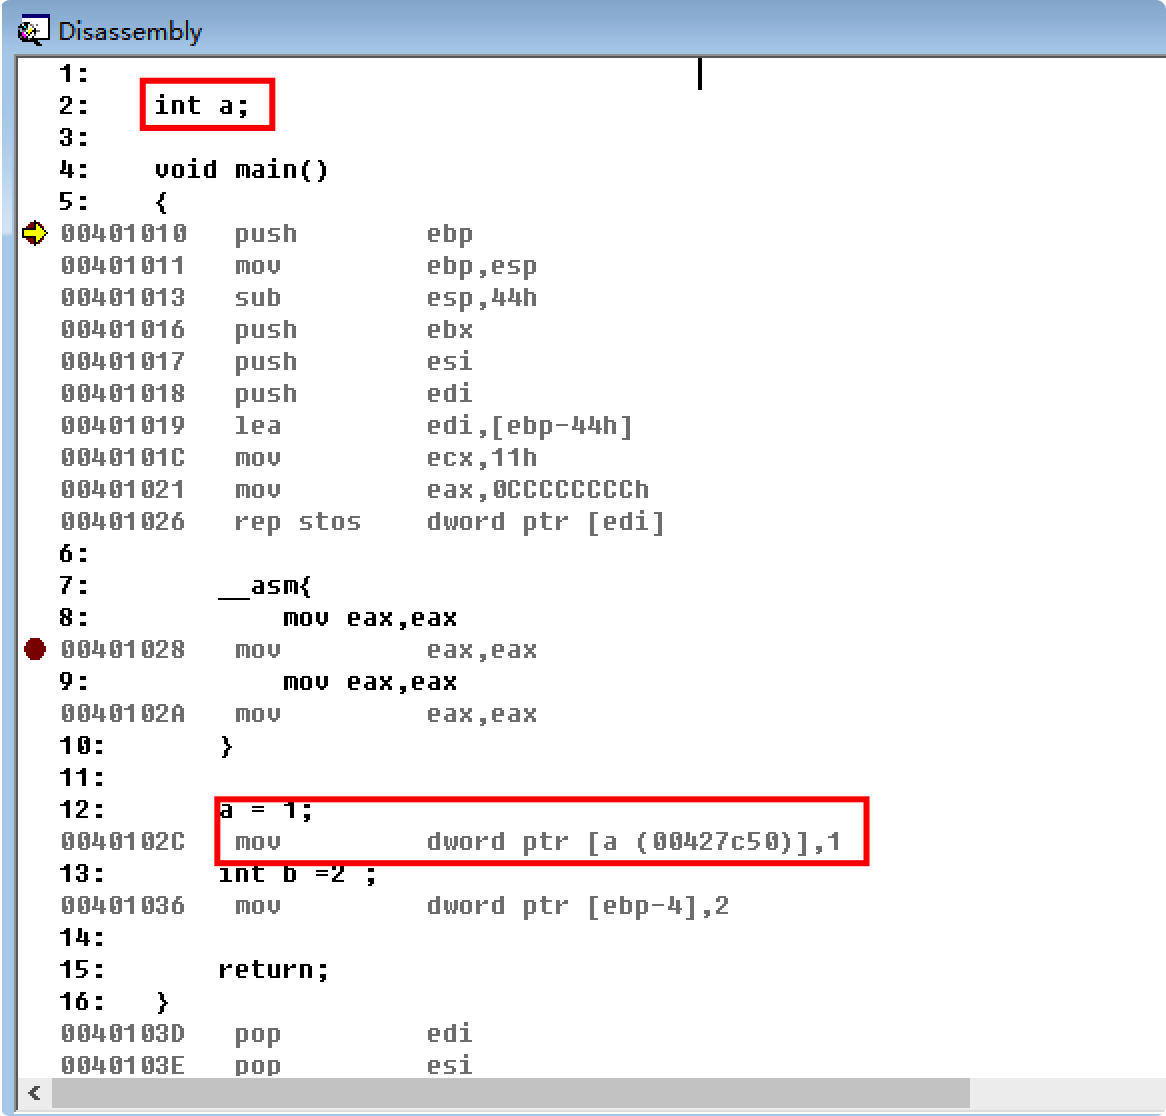 Disassembly
1:
2: int a;
3:
4: void main()
5: {
00401010 push ebp
00401011 mov ebp,esp
00401013 sub esp,44h
00401016 push ebx
00401017 push esi
00401018 push edi
00401019 lea edi,[ebp-44h]
0040101C mov ecx,11h
00401021 mov eax,0CCCCCCCCh
00401026 rep stos dword ptr [edi]
6:
7: __asm{
8: mov eax,eax
00401028 mov eax,eax
9: mov eax,eax
0040102A mov eax,eax
10: }
11:
12: a = 1;
0040102C mov dword ptr [a (00427c50)],1
13: int b =2 ;
00401036 mov dword ptr [ebp-4],2
14:
15: return;
16: }
0040103D pop edi
0040103E pop esi